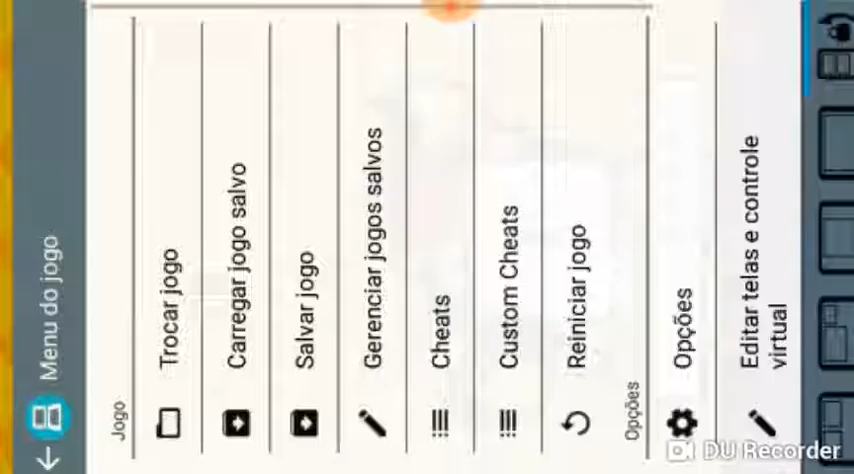 Menu do jogo
Jogo
Trocar jogo
Carregar jogo salvo
Salvar jogo
Gerenciar jogos salvos
Cheats
Custom Cheats
Reiniciar jogo
Opções
Opções
Editar telas e controle
virtual
DU Recorder